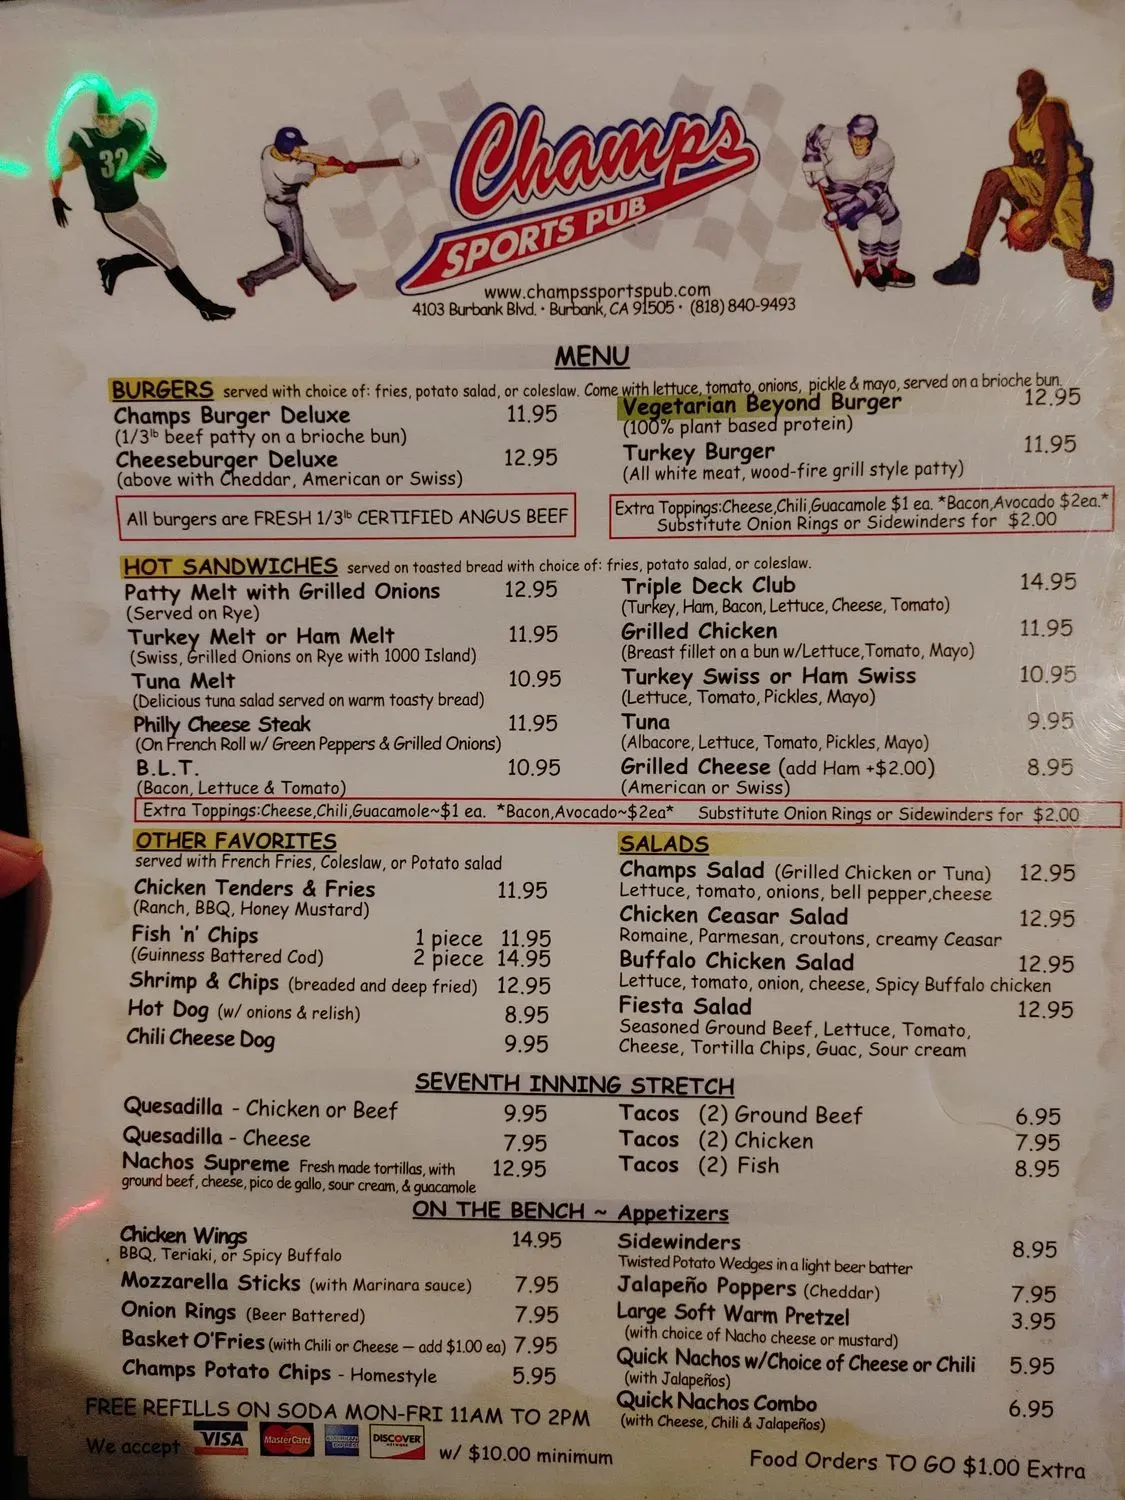 32
Champs
SPORTS PUB
www.champssportspub.com
4103 Burbank Blvd. · Burbank, CA 91505 · (818) 840-9493
MENU
BURGERS served with choice of: fries, potato salad, or coleslaw. Come with lettuce, tomato, onions, pickle & mayo, served on a brioche bun.
Champs Burger Deluxe 11.95
(1/3lb beef patty on a brioche bun)
Cheeseburger Deluxe 12.95
(above with Cheddar, American or Swiss)
All burgers are FRESH 1/3lb CERTIFIED ANGUS BEEF
Vegetarian Beyond Burger 12.95
(100% plant based protein)
Turkey Burger 11.95
(All white meat, wood-fire grill style patty)
Extra Toppings:Cheese,Chili,Guacamole $1 ea. *Bacon,Avocado $2ea.*
Substitute Onion Rings or Sidewinders for $2.00
HOT SANDWICHES served on toasted bread with choice of: fries, potato salad, or coleslaw.
Patty Melt with Grilled Onions 12.95
(Served on Rye)
Turkey Melt or Ham Melt 11.95
(Swiss, Grilled Onions on Rye with 1000 Island)
Tuna Melt 10.95
(Delicious tuna salad served on warm toasty bread)
Philly Cheese Steak 11.95
(On French Roll w/ Green Peppers & Grilled Onions)
B.L.T. 10.95
(Bacon, Lettuce & Tomato)
Triple Deck Club 14.95
(Turkey, Ham, Bacon, Lettuce, Cheese, Tomato)
Grilled Chicken 11.95
(Breast fillet on a bun w/Lettuce,Tomato, Mayo)
Turkey Swiss or Ham Swiss 10.95
(Lettuce, Tomato, Pickles, Mayo)
Tuna 9.95
(Albacore, Lettuce, Tomato, Pickles, Mayo)
Grilled Cheese (add Ham +$2.00) 8.95
(American or Swiss)
Extra Toppings:Cheese,Chili,Guacamole~$1 ea. *Bacon,Avocado~$2ea* Substitute Onion Rings or Sidewinders for $2.00
OTHER FAVORITES
served with French Fries, Coleslaw, or Potato salad
Chicken Tenders & Fries 11.95
(Ranch, BBQ, Honey Mustard)
Fish 'n' Chips 1 piece 11.95
(Guinness Battered Cod) 2 piece 14.95
Shrimp & Chips (breaded and deep fried) 12.95
Hot Dog (w/ onions & relish) 8.95
Chili Cheese Dog 9.95
SALADS
Champs Salad (Grilled Chicken or Tuna) 12.95
Lettuce, tomato, onions, bell pepper,cheese
Chicken Ceasar Salad 12.95
Romaine, Parmesan, croutons, creamy Ceasar
Buffalo Chicken Salad 12.95
Lettuce, tomato, onion, cheese, Spicy Buffalo chicken
Fiesta Salad 12.95
Seasoned Ground Beef, Lettuce, Tomato,
Cheese, Tortilla Chips, Guac, Sour cream
SEVENTH INNING STRETCH
Quesadilla - Chicken or Beef 9.95
Quesadilla - Cheese 7.95
Nachos Supreme Fresh made tortillas, with 12.95
ground beef, cheese, pico de gallo, sour cream, & guacamole
Tacos (2) Ground Beef 6.95
Tacos (2) Chicken 7.95
Tacos (2) Fish 8.95
ON THE BENCH ~ Appetizers
Chicken Wings 14.95
BBQ, Teriaki, or Spicy Buffalo
Mozzarella Sticks (with Marinara sauce) 7.95
Onion Rings (Beer Battered) 7.95
Basket O'Fries (with Chili or Cheese – add $1.00 ea) 7.95
Champs Potato Chips - Homestyle 5.95
Sidewinders 8.95
Twisted Potato Wedges in a light beer batter
Jalapeño Poppers (Cheddar) 7.95
Large Soft Warm Pretzel 3.95
(with choice of Nacho cheese or mustard)
Quick Nachos w/Choice of Cheese or Chili 5.95
(with Jalapeños)
Quick Nachos Combo 6.95
(with Cheese, Chili & Jalapeños)
FREE REFILLS ON SODA MON-FRI 11AM TO 2PM
We accept VISA MasterCard AMERICAN EXPRESS DISCOVER NETWORK w/ $10.00 minimum
Food Orders TO GO $1.00 Extra